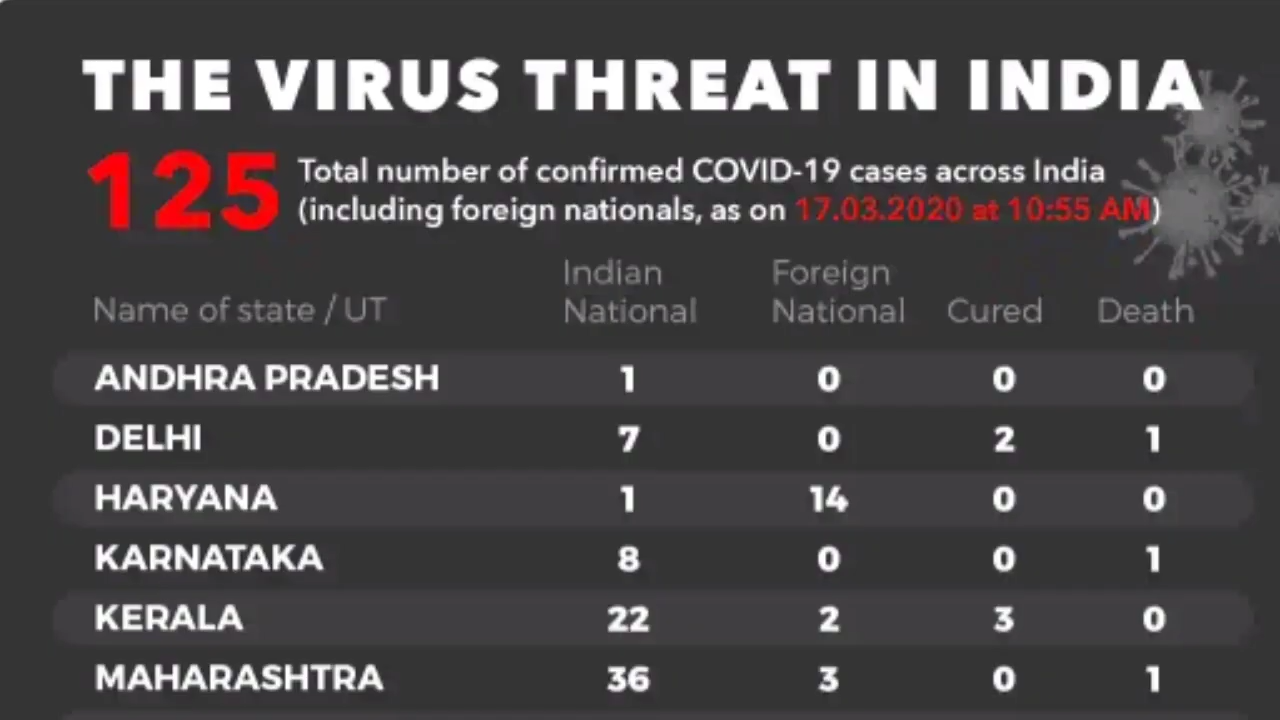 THE VIRUS THREAT IN INDIA
125
Total number of confirmed COVID-19 cases across India
(including foreign nationals, as on 17.03.2020 at 10:55 AM)
Name of state / UT Indian National Foreign National Cured Death
ANDHRA PRADESH 1 0 0 0
DELHI 7 0 2 1
HARYANA 1 14 0 0
KARNATAKA 8 0 0 1
KERALA 22 2 3 0
MAHARASHTRA 36 3 0 1